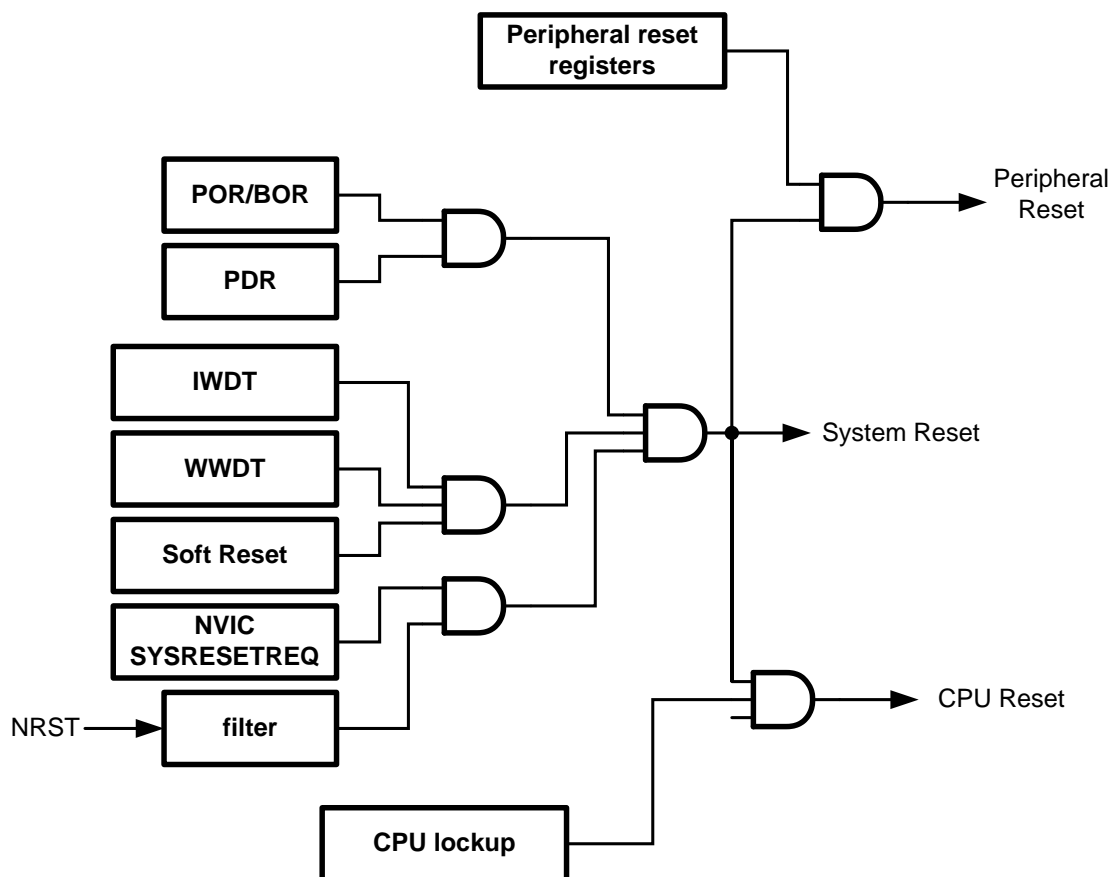 Peripheral reset
registers
POR/BOR
Peripheral
Reset
PDR
IWDT
WWDT
System Reset
Soft Reset
NVIC
SYSRESETREQ
NRST
filter
CPU Reset
CPU lockup